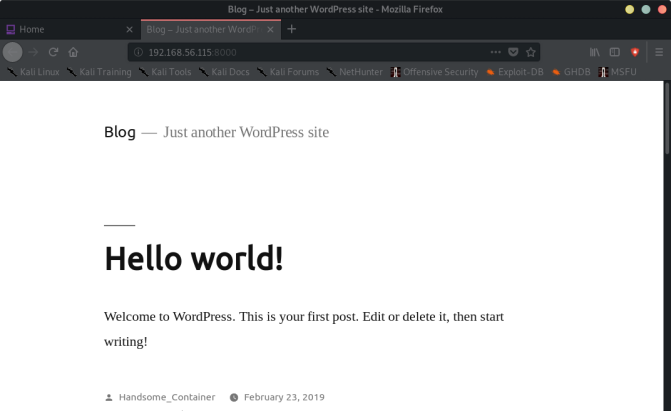 Blog – Just another WordPress site - Mozilla Firefox
Home
Blog – Just another WordPress site
192.168.56.115:8000
Kali Linux Kali Training Kali Tools Kali Docs Kali Forums NetHunter Offensive Security Exploit-DB GHDB MSFU
Blog — Just another WordPress site
Hello world!
Welcome to WordPress. This is your first post. Edit or delete it, then start
writing!
Handsome_Container February 23, 2019